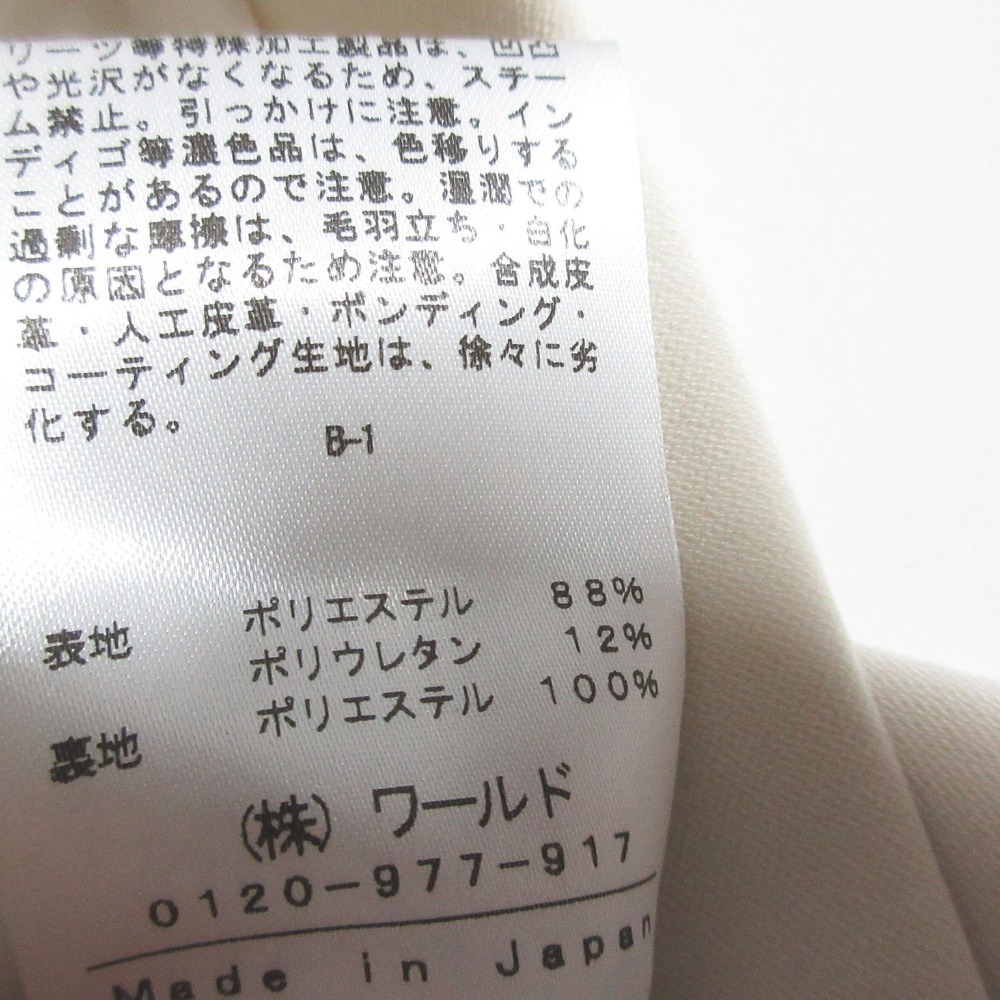 リーツ等特殊加工製品は、凹凸
や光沢がなくなるため、スチー
ム禁止。引っかけに注意。イン
ディゴ等濃色品は、色移りする
ことがあるので注意。湿潤での
過剰な摩擦は、毛羽立ち・白化
の原因となるため注意。合成皮
革・人工皮革・ボンディング・
コーティング生地は、徐々に劣
化する。
B-1
表地 ポリエステル 88%
ポリウレタン 12%
裏地 ポリエステル 100%
(株) ワールド
0120-977-917
Made in Japan